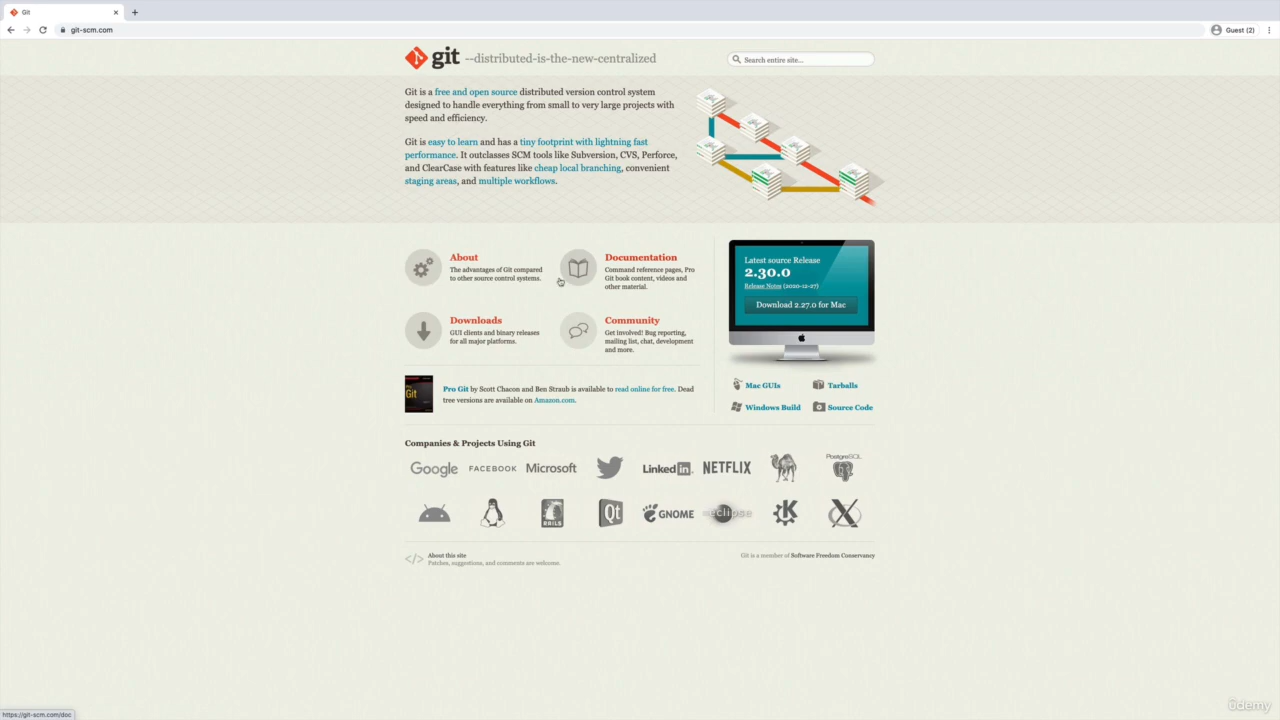 Git
git-scm.com
Guest (2)
git --distributed-is-the-new-centralized
Search entire site...
Git is a free and open source distributed version control system
designed to handle everything from small to very large projects with
speed and efficiency.
Git is easy to learn and has a tiny footprint with lightning fast
performance. It outclasses SCM tools like Subversion, CVS, Perforce,
and ClearCase with features like cheap local branching, convenient
staging areas, and multiple workflows.
About
The advantages of Git compared
to other source control systems.
Documentation
Command reference pages, Pro
Git book content, videos and
other material.
Downloads
GUI clients and binary releases
for all major platforms.
Community
Get involved! Bug reporting,
mailing list, chat, development
and more.
Latest source Release
2.30.0
Release Notes (2020-12-27)
Download 2.27.0 for Mac
Mac GUIs
Tarballs
Windows Build
Source Code
Git
Pro Git by Scott Chacon and Ben Straub is available to read online for free. Dead
tree versions are available on Amazon.com.
Companies & Projects Using Git
Google FACEBOOK Microsoft LinkedIn NETFLIX PostgreSQL
RAILS Qt GNOME eclipse K X
</> About this site
Patches, suggestions, and comments are welcome.
Git is a member of Software Freedom Conservancy
https://git-scm.com/doc
ûdemy